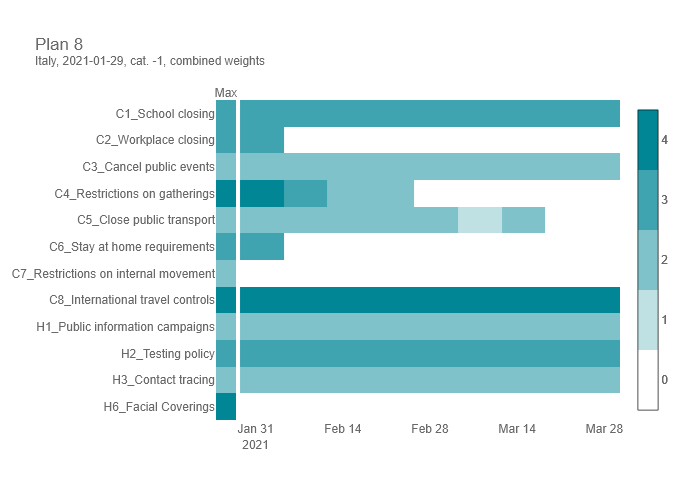 Plan 8
Italy, 2021-01-29, cat. -1, combined weights
Max
C1_School closing
C2_Workplace closing
C3_Cancel public events
C4_Restrictions on gatherings
C5_Close public transport
C6_Stay at home requirements
C7_Restrictions on internal movement
C8_International travel controls
H1_Public information campaigns
H2_Testing policy
H3_Contact tracing
H6_Facial Coverings
4
3
2
1
0
Jan 31 Feb 14 Feb 28 Mar 14 Mar 28
2021